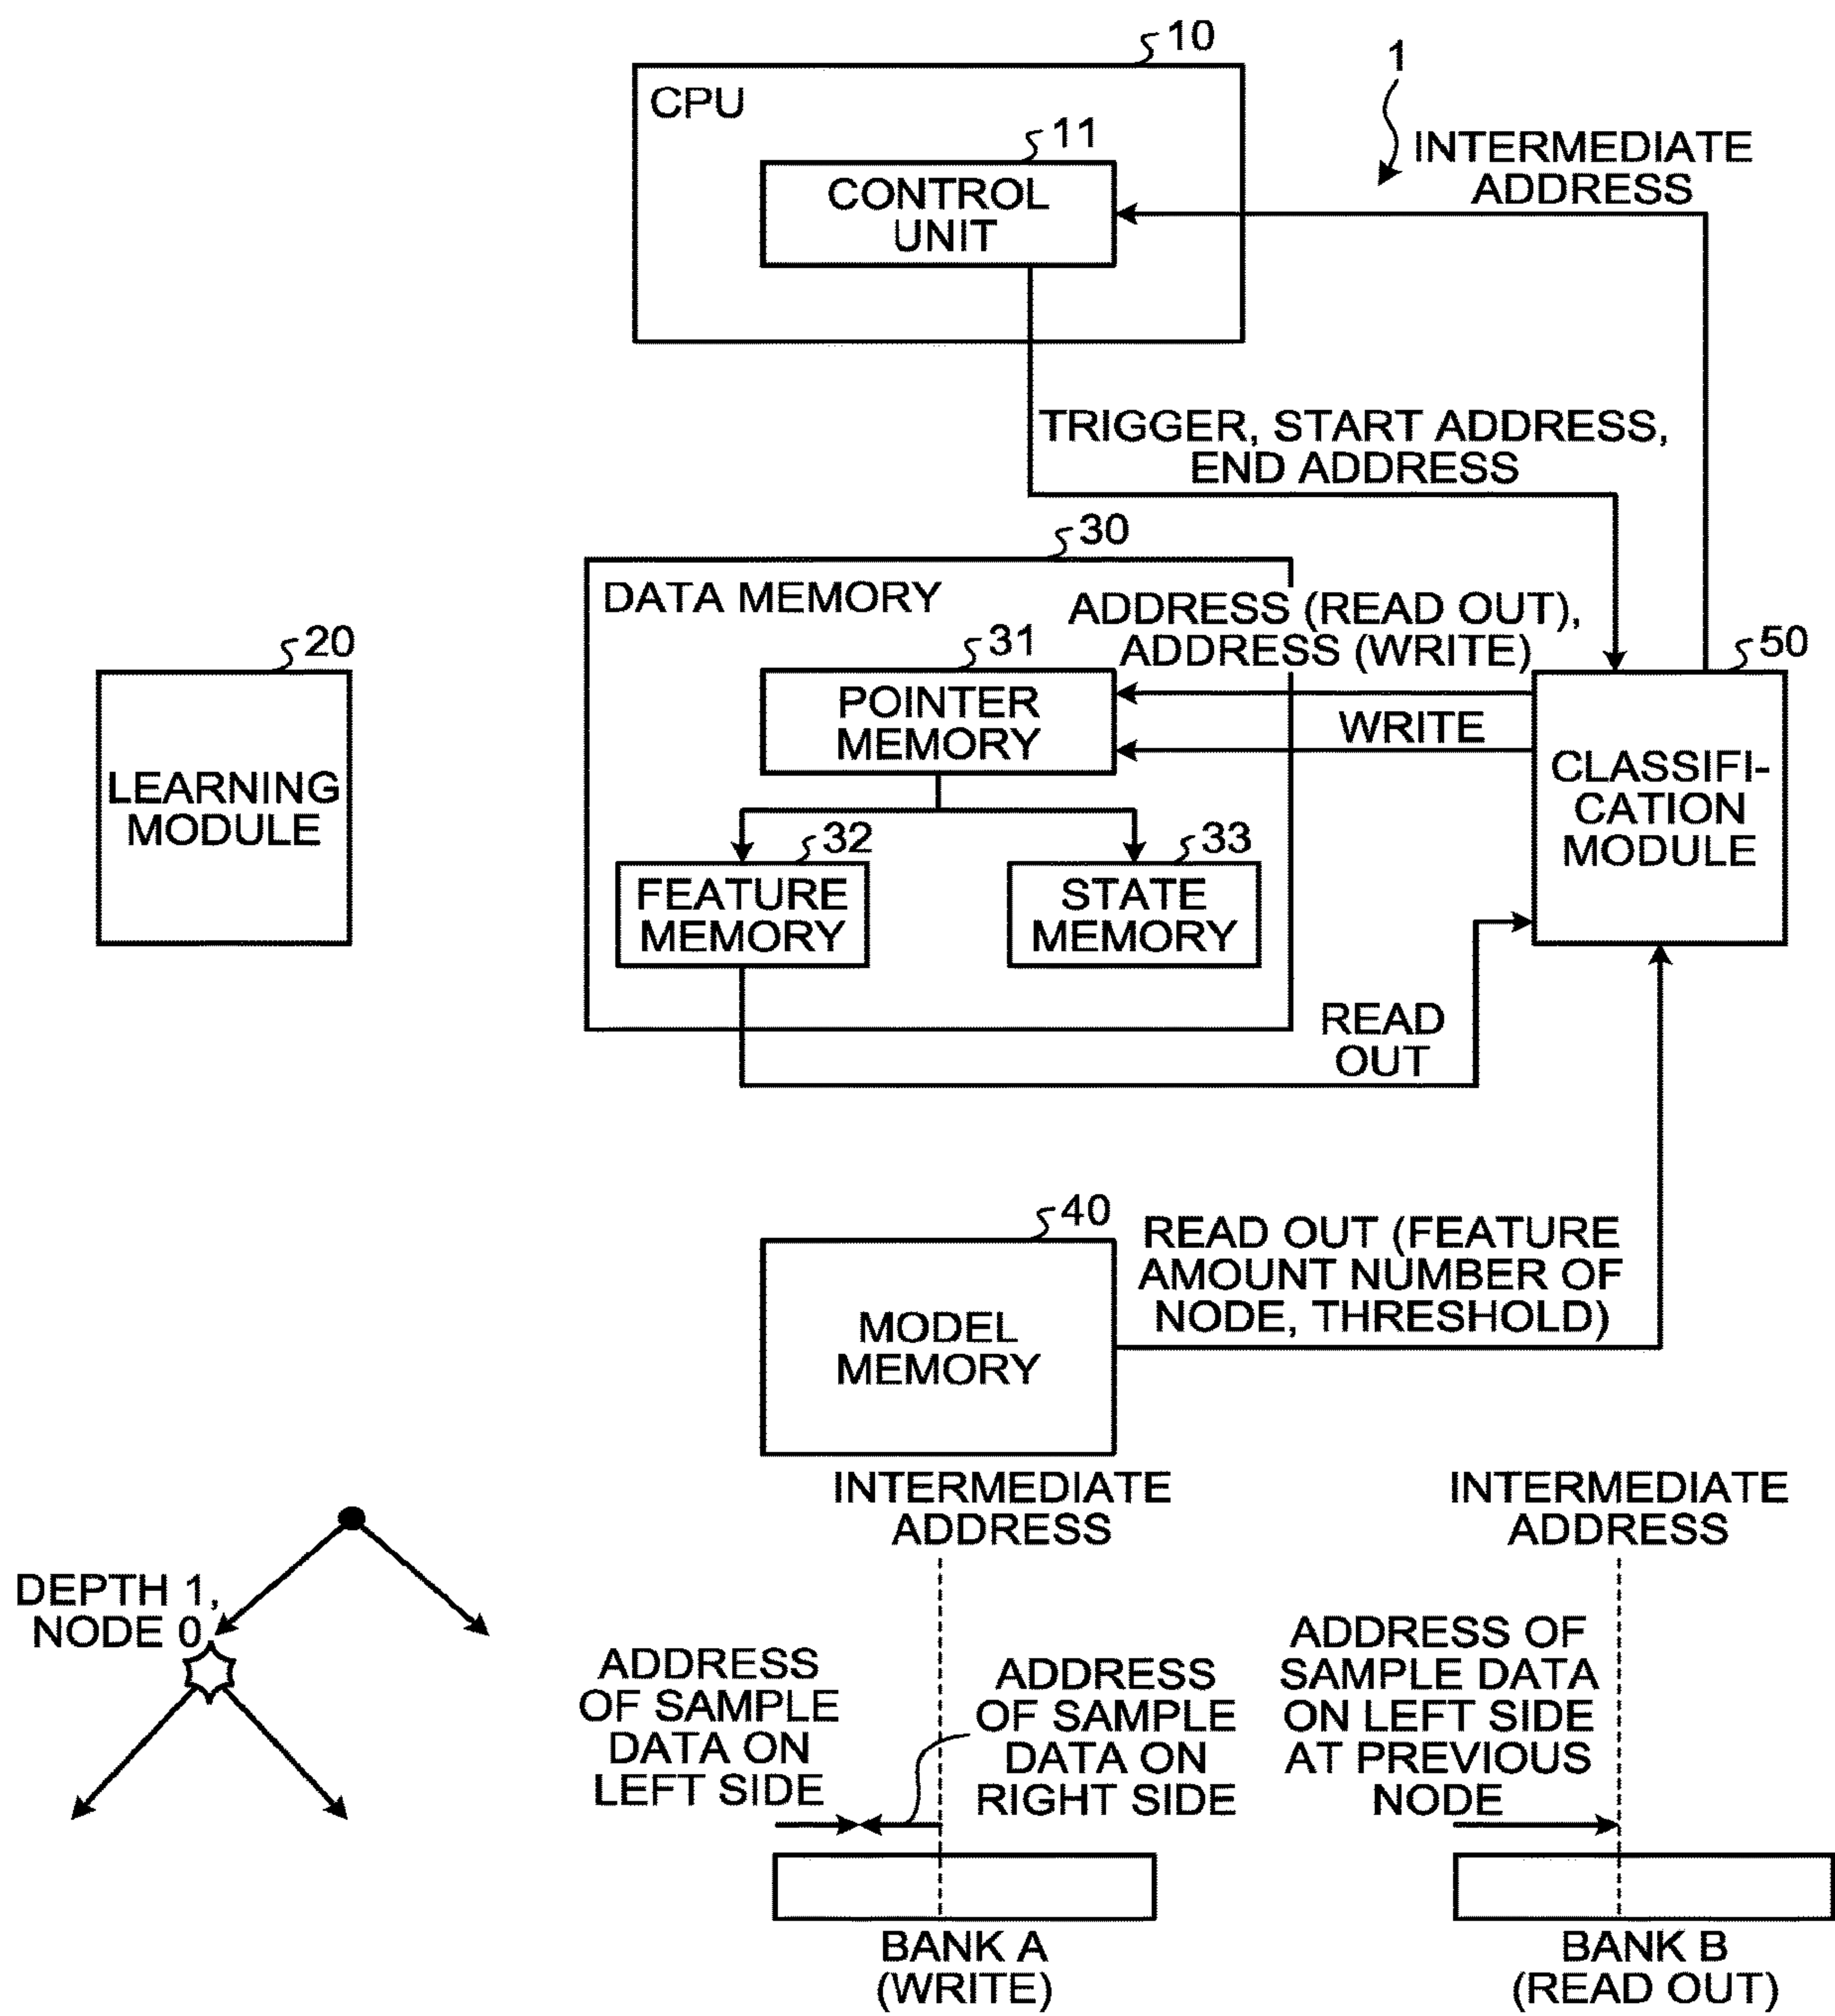 10
1
CPU
11
INTERMEDIATE
ADDRESS
CONTROL
UNIT
TRIGGER, START ADDRESS,
END ADDRESS
30
DATA MEMORY
ADDRESS (READ OUT),
ADDRESS (WRITE)
20
31
50
POINTER
MEMORY
WRITE
LEARNING
MODULE
CLASSIFI-
CATION
MODULE
32
33
FEATURE
MEMORY
STATE
MEMORY
READ
OUT
40
READ OUT (FEATURE
AMOUNT NUMBER OF
NODE, THRESHOLD)
MODEL
MEMORY
INTERMEDIATE
ADDRESS
INTERMEDIATE
ADDRESS
DEPTH 1,
NODE 0
ADDRESS
OF SAMPLE
DATA ON
LEFT SIDE
ADDRESS
OF SAMPLE
DATA ON
RIGHT SIDE
ADDRESS OF
SAMPLE DATA
ON LEFT SIDE
AT PREVIOUS
NODE
BANK A
(WRITE)
BANK B
(READ OUT)